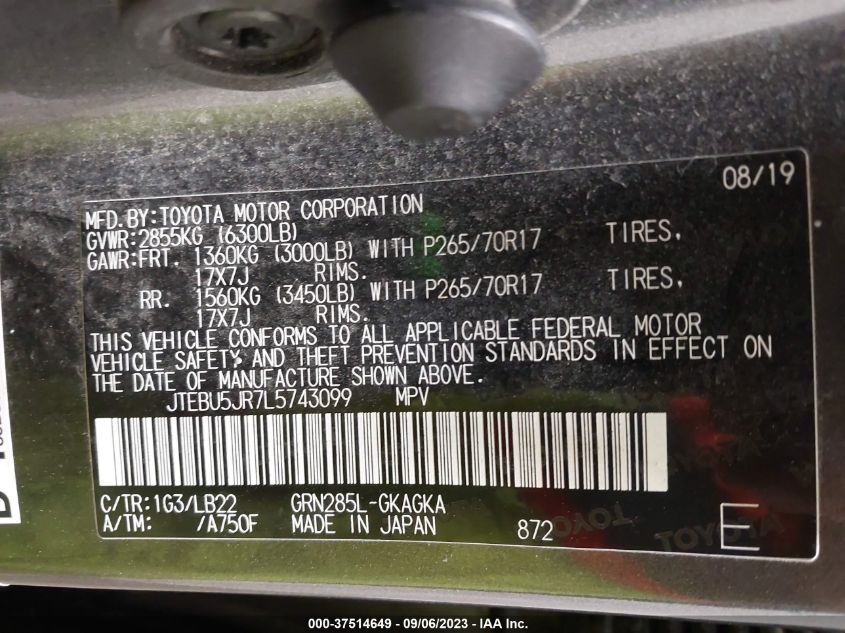 08/19
MFD. BY: TOYOTA MOTOR CORPORATION
GVWR: 2855KG (6300LB)
GAWR: FRT. 1360KG (3000LB) WITH P265/70R17 TIRES,
17X7J RIMS.
RR. 1560KG (3450LB) WITH P265/70R17 TIRES,
17X7J RIMS.
THIS VEHICLE CONFORMS TO ALL APPLICABLE FEDERAL MOTOR
VEHICLE SAFETY, AND THEFT PREVENTION STANDARDS IN EFFECT ON
THE DATE OF MANUFACTURE SHOWN ABOVE.
JTEBU5JR7L5743099 MPV
C/TR: 1G3/LB22 GRN285L-GKAGKA
A/TM: /A750F MADE IN JAPAN 872 E
TOYOTA TOYOTA
000-37514649 - 09/06/2023 - IAA Inc.